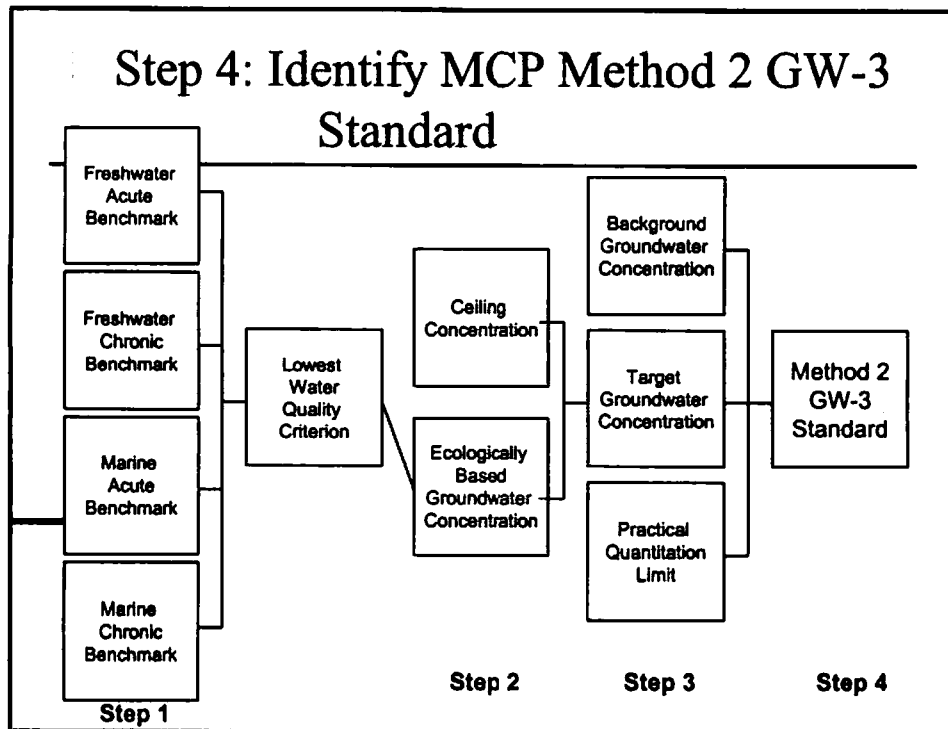 Step 4: Identify MCP Method 2 GW-3
Standard
Freshwater
Acute
Benchmark
Freshwater
Chronic
Benchmark
Marine
Acute
Benchmark
Marine
Chronic
Benchmark
Step 1
Lowest
Water
Quality
Criterion
Ceiling
Concentration
Ecologically
Based
Groundwater
Concentration
Step 2
Background
Groundwater
Concentration
Target
Groundwater
Concentration
Practical
Quantitation
Limit
Step 3
Method 2
GW-3
Standard
Step 4